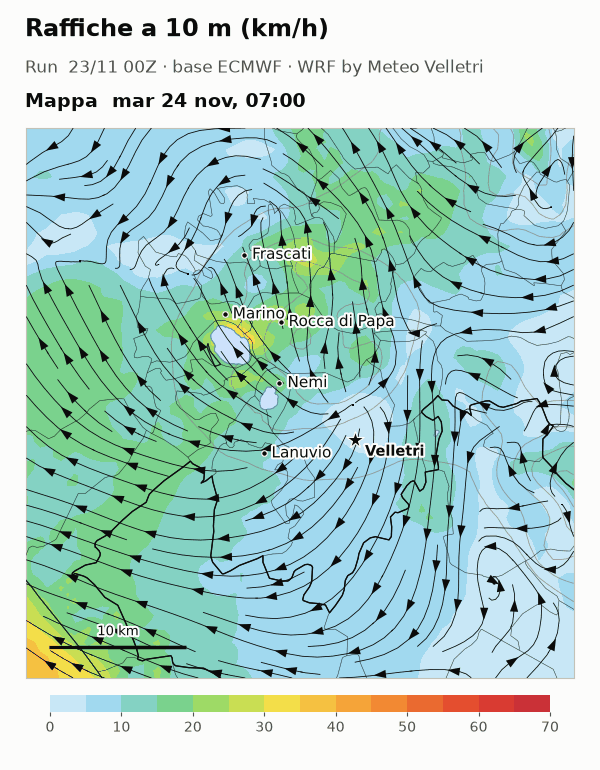 Raffiche a 10 m (km/h)
Run  23/11 00Z · base ECMWF · WRF by Meteo Velletri
Mappa  mar 24 nov, 07:00
Frascati
Marino
Rocca di Papa
Nemi
Lanuvio
Velletri
10 km
0 10 20 30 40 50 60 70